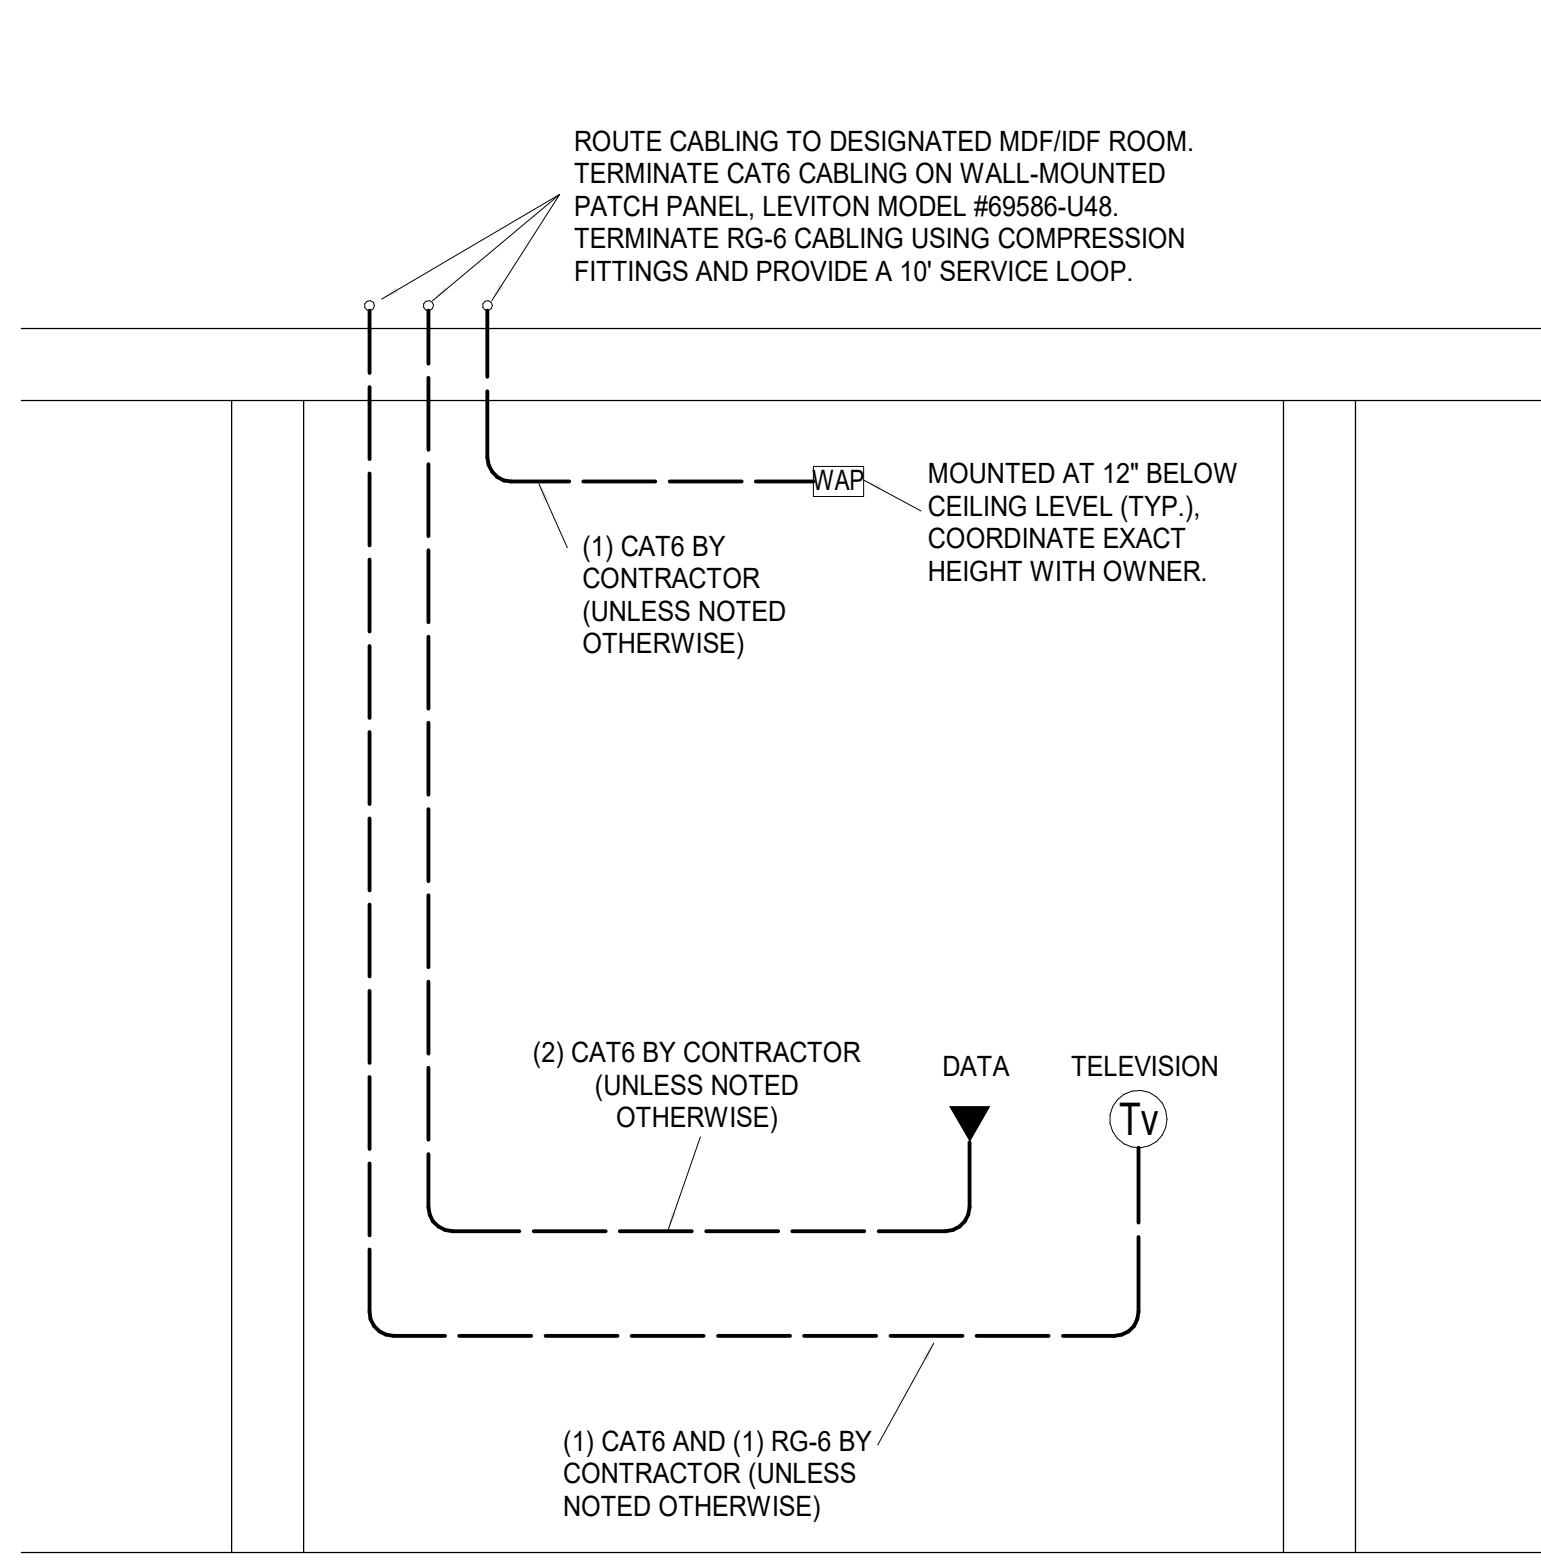 ROUTE CABLING TO DESIGNATED MDF/IDF ROOM.
TERMINATE CAT6 CABLING ON WALL-MOUNTED
PATCH PANEL, LEVITON MODEL #69586-U48.
TERMINATE RG-6 CABLING USING COMPRESSION
FITTINGS AND PROVIDE A 10' SERVICE LOOP.
WAP
MOUNTED AT 12" BELOW
CEILING LEVEL (TYP.),
COORDINATE EXACT
HEIGHT WITH OWNER.
(1) CAT6 BY
CONTRACTOR
(UNLESS NOTED
OTHERWISE)
(2) CAT6 BY CONTRACTOR
(UNLESS NOTED
OTHERWISE)
DATA
TELEVISION
Tv
(1) CAT6 AND (1) RG-6 BY
CONTRACTOR (UNLESS
NOTED OTHERWISE)